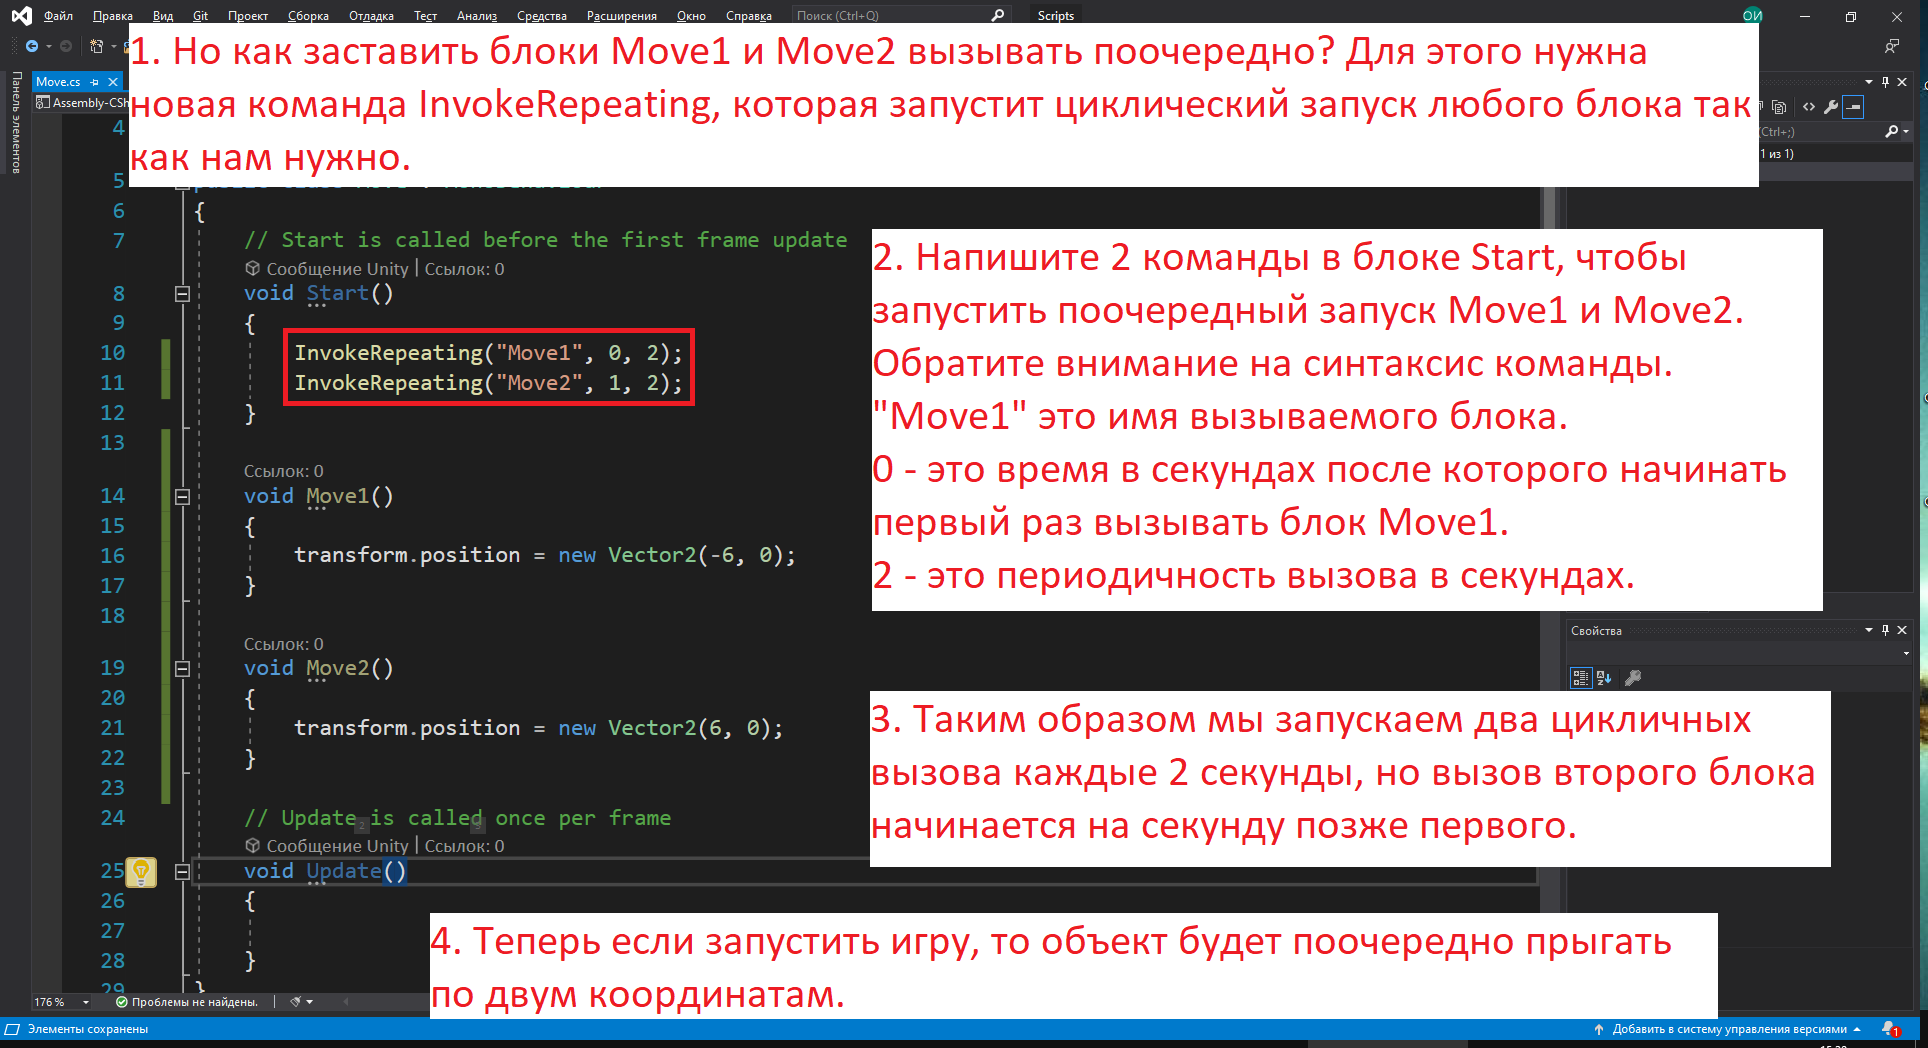 Файл Правка Вид Git Проект Сборка Отладка Тест Анализ Средства Расширения Окно Справка Поиск (Ctrl+Q) Scripts ОИ
1. Но как заставить блоки Move1 и Move2 вызывать поочередно? Для этого нужна
новая команда InvokeRepeating, которая запустит циклический запуск любого блока так
как нам нужно.
Move.cs
Assembly-CSh
Панель элементов
(Ctrl+;)
1 из 1)
4
5
6 {
7 // Start is called before the first frame update
Сообщение Unity | Ссылок: 0
8 void Start()
9 {
10 InvokeRepeating("Move1", 0, 2);
11 InvokeRepeating("Move2", 1, 2);
12 }
13
Ссылок: 0
14 void Move1()
15 {
16 transform.position = new Vector2(-6, 0);
17 }
18
Ссылок: 0
19 void Move2()
20 {
21 transform.position = new Vector2(6, 0);
22 }
23
24 // Update is called once per frame
Сообщение Unity | Ссылок: 0
25 void Update()
26 {
27
28 }
29 }
2. Напишите 2 команды в блоке Start, чтобы
запустить поочередный запуск Move1 и Move2.
Обратите внимание на синтаксис команды.
"Move1" это имя вызываемого блока.
0 - это время в секундах после которого начинать
первый раз вызывать блок Move1.
2 - это периодичность вызова в секундах.
Свойства
3. Таким образом мы запускаем два цикличных
вызова каждые 2 секунды, но вызов второго блока
начинается на секунду позже первого.
4. Теперь если запустить игру, то объект будет поочередно прыгать
по двум координатам.
176 % Проблемы не найдены.
Элементы сохранены Добавить в систему управления версиями 1